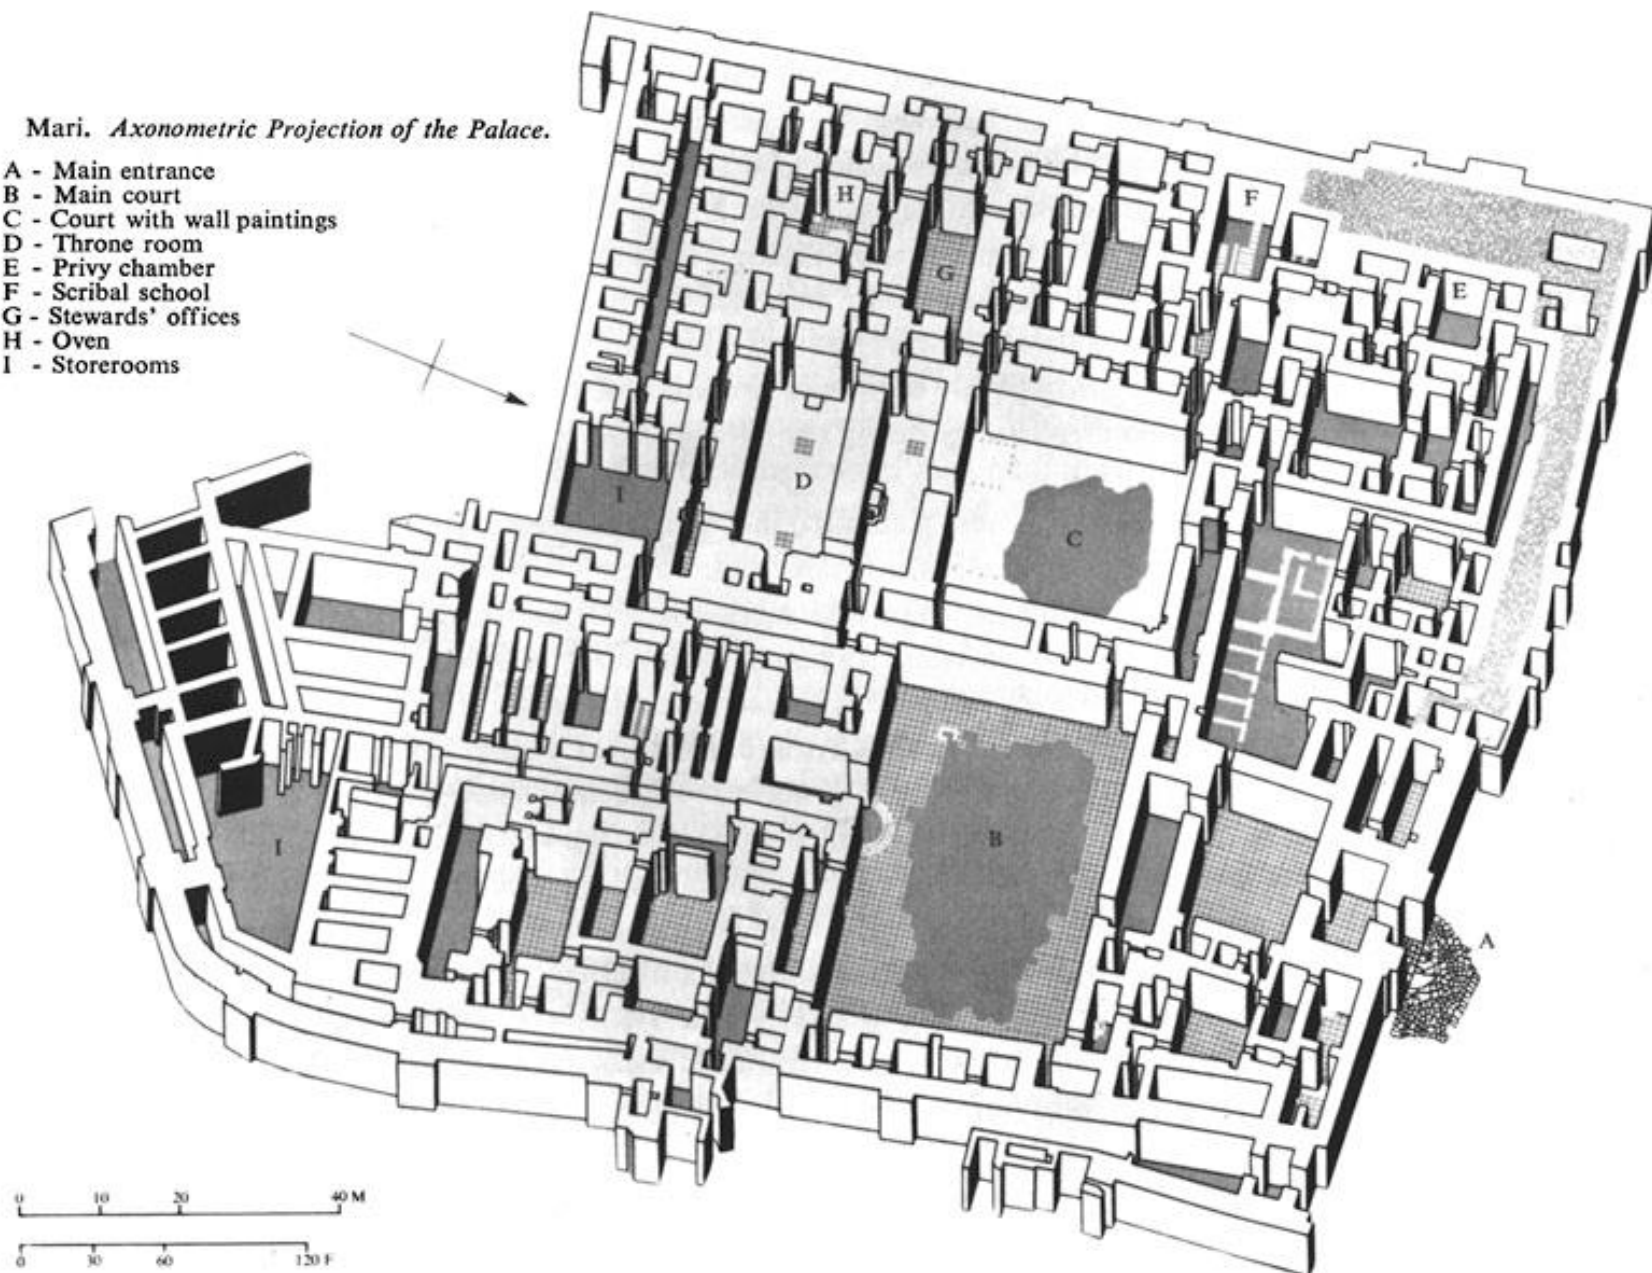 Mari. Axonometric Projection of the Palace.
A - Main entrance
B - Main court
C - Court with wall paintings
D - Throne room
E - Privy chamber
F - Scribal school
G - Stewards' offices
H - Oven
I - Storerooms
H
F
G
E
I
D
C
I
B
A
0 10 20 40 M
0 30 60 120 F